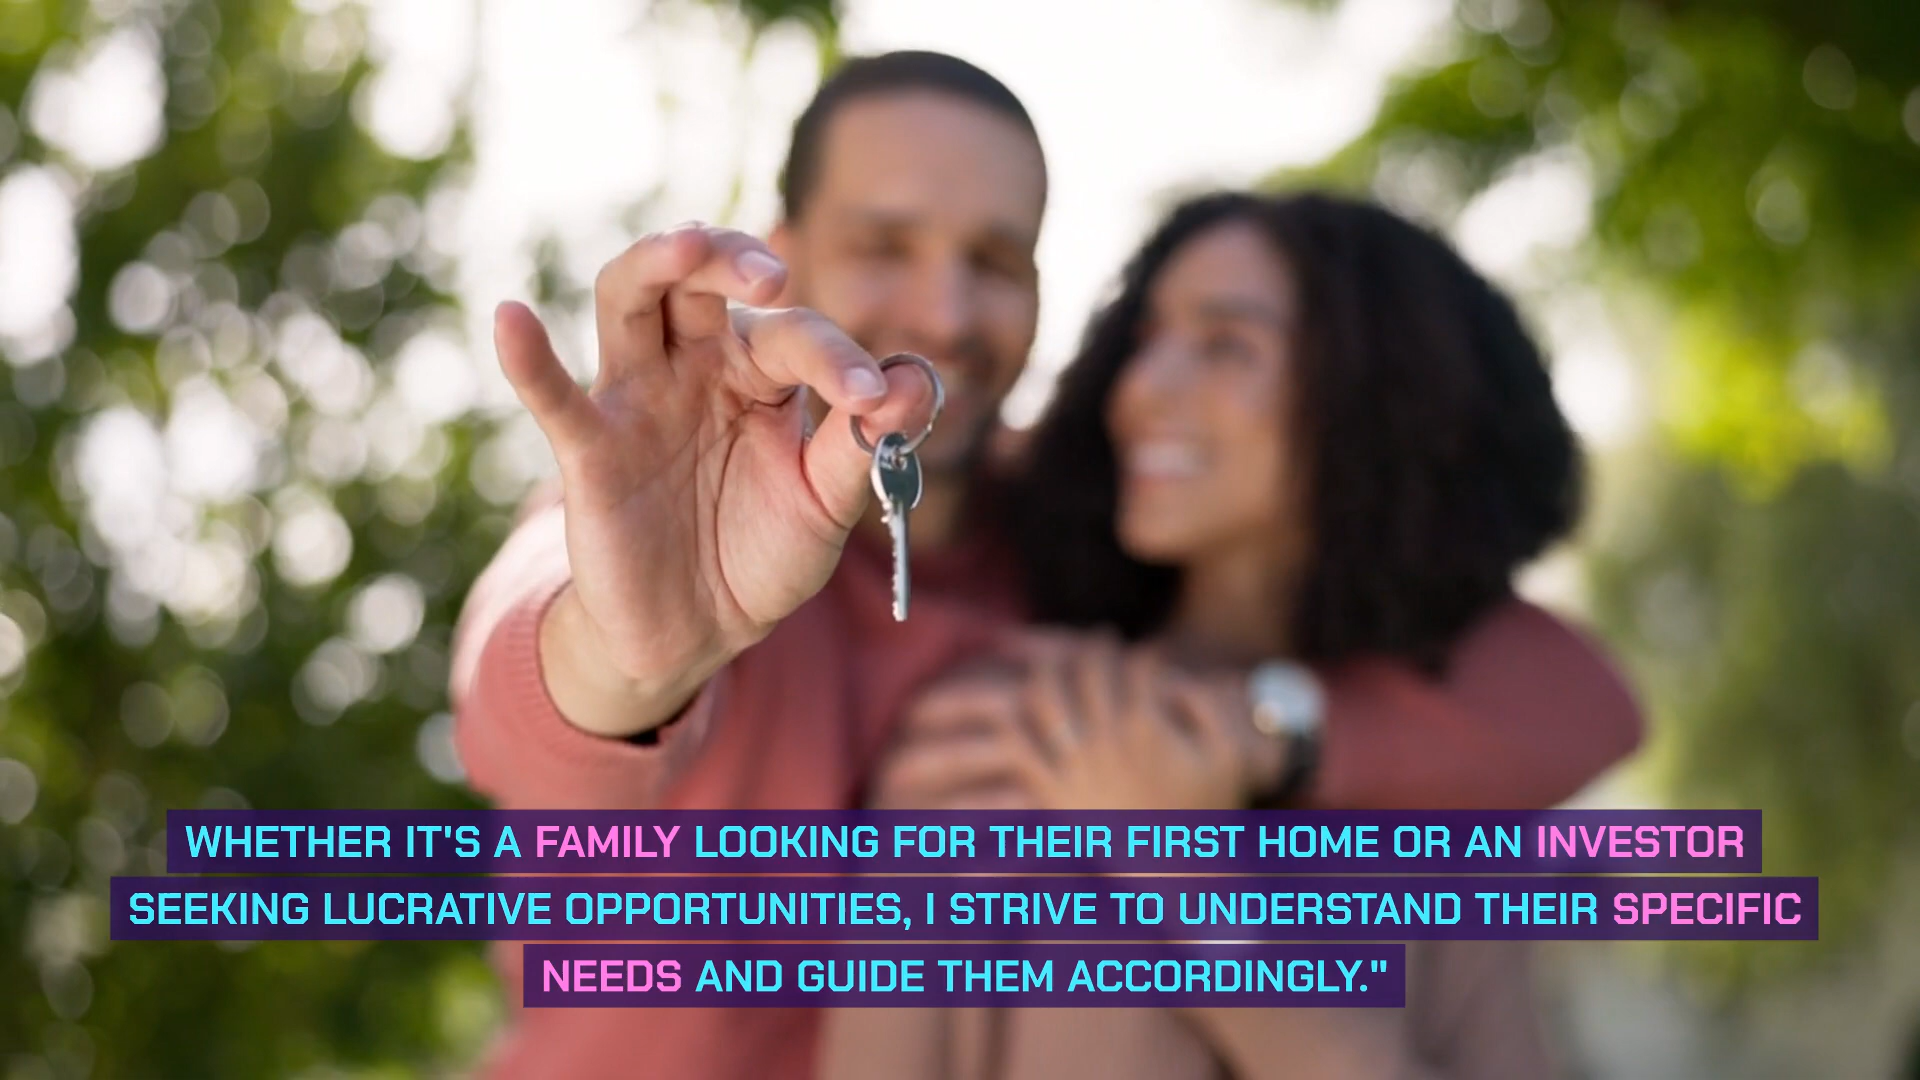 WHETHER IT'S A FAMILY LOOKING FOR THEIR FIRST HOME OR AN INVESTOR
SEEKING LUCRATIVE OPPORTUNITIES, I STRIVE TO UNDERSTAND THEIR SPECIFIC
NEEDS AND GUIDE THEM ACCORDINGLY."